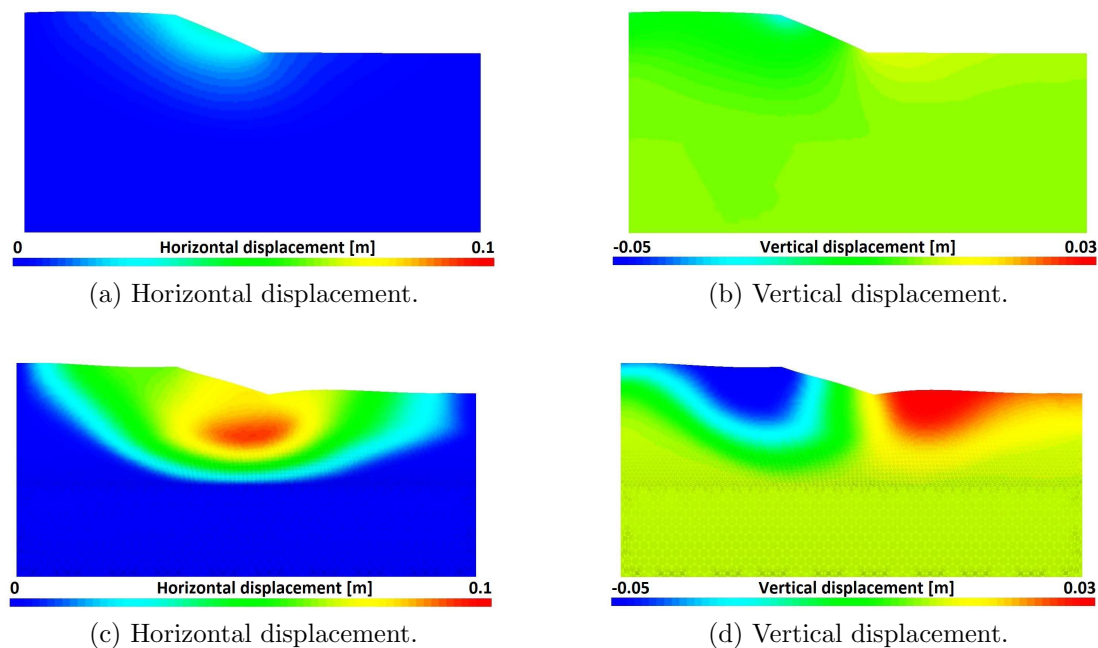 0 Horizontal displacement [m] 0.1
-0.05 Vertical displacement [m] 0.03
(a) Horizontal displacement.
(b) Vertical displacement.
0 Horizontal displacement [m] 0.1
-0.05 Vertical displacement [m] 0.03
(c) Horizontal displacement.
(d) Vertical displacement.